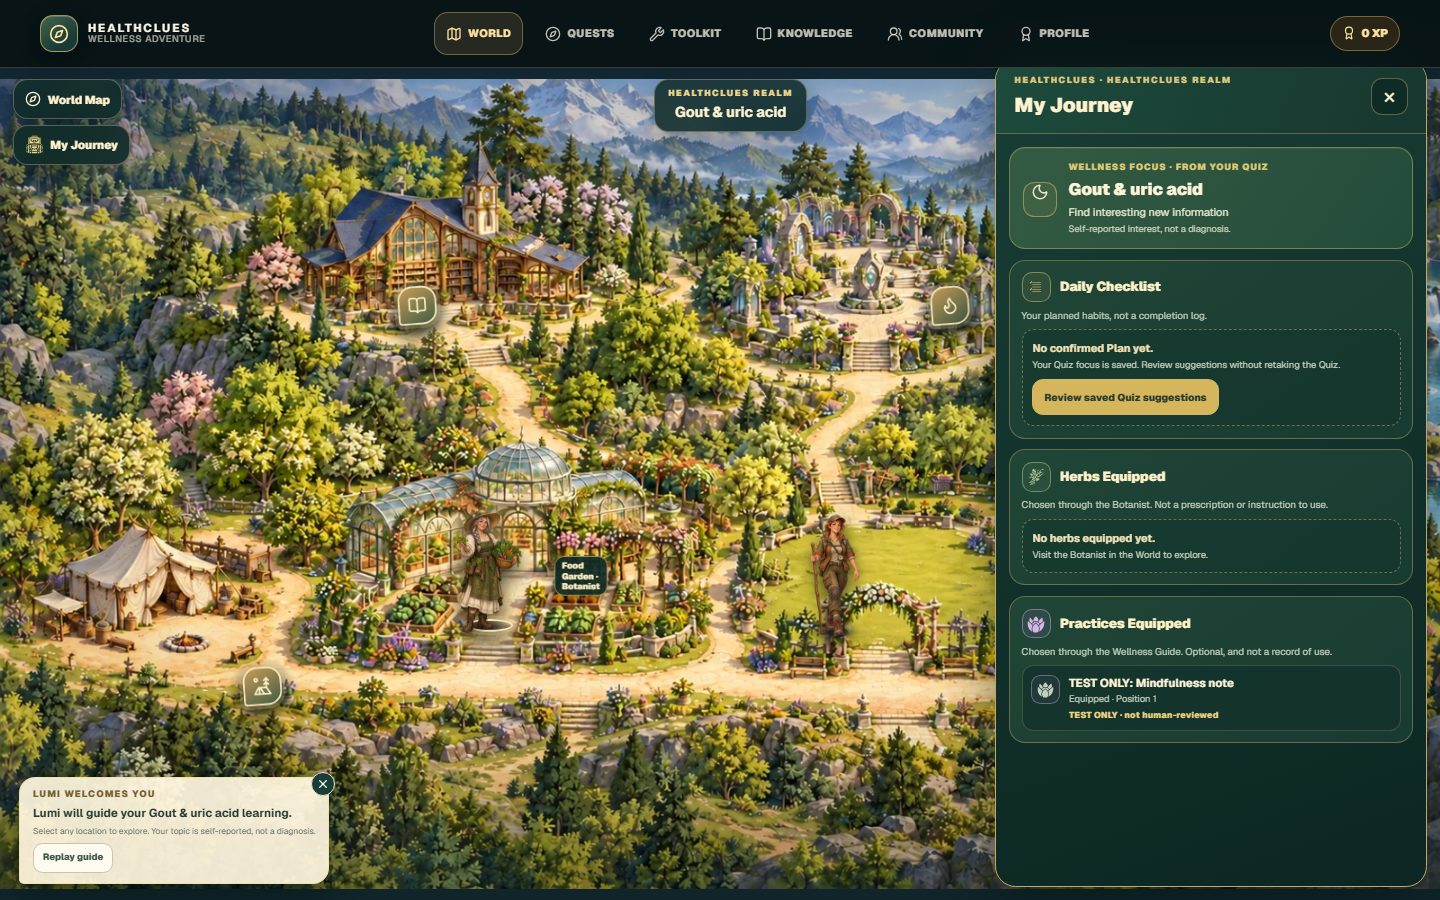 HEALTHCLUES
WELLNESS ADVENTURE
WORLD
QUESTS
TOOLKIT
KNOWLEDGE
COMMUNITY
PROFILE
0 XP
World Map
My Journey
HEALTHCLUES REALM
Gout & uric acid
HEALTHCLUES · HEALTHCLUES REALM
My Journey
WELLNESS FOCUS · FROM YOUR QUIZ
Gout & uric acid
Find interesting new information
Self-reported interest, not a diagnosis.
Daily Checklist
Your planned habits, not a completion log.
No confirmed Plan yet.
Your Quiz focus is saved. Review suggestions without retaking the Quiz.
Review saved Quiz suggestions
Herbs Equipped
Chosen through the Botanist. Not a prescription or instruction to use.
No herbs equipped yet.
Visit the Botanist in the World to explore.
Practices Equipped
Chosen through the Wellness Guide. Optional, and not a record of use.
TEST ONLY: Mindfulness note
Equipped · Position 1
TEST ONLY · not human-reviewed
Food
Garden ·
Botanist
LUMI WELCOMES YOU
Lumi will guide your Gout & uric acid learning.
Select any location to explore. Your topic is self-reported, not a diagnosis.
Replay guide